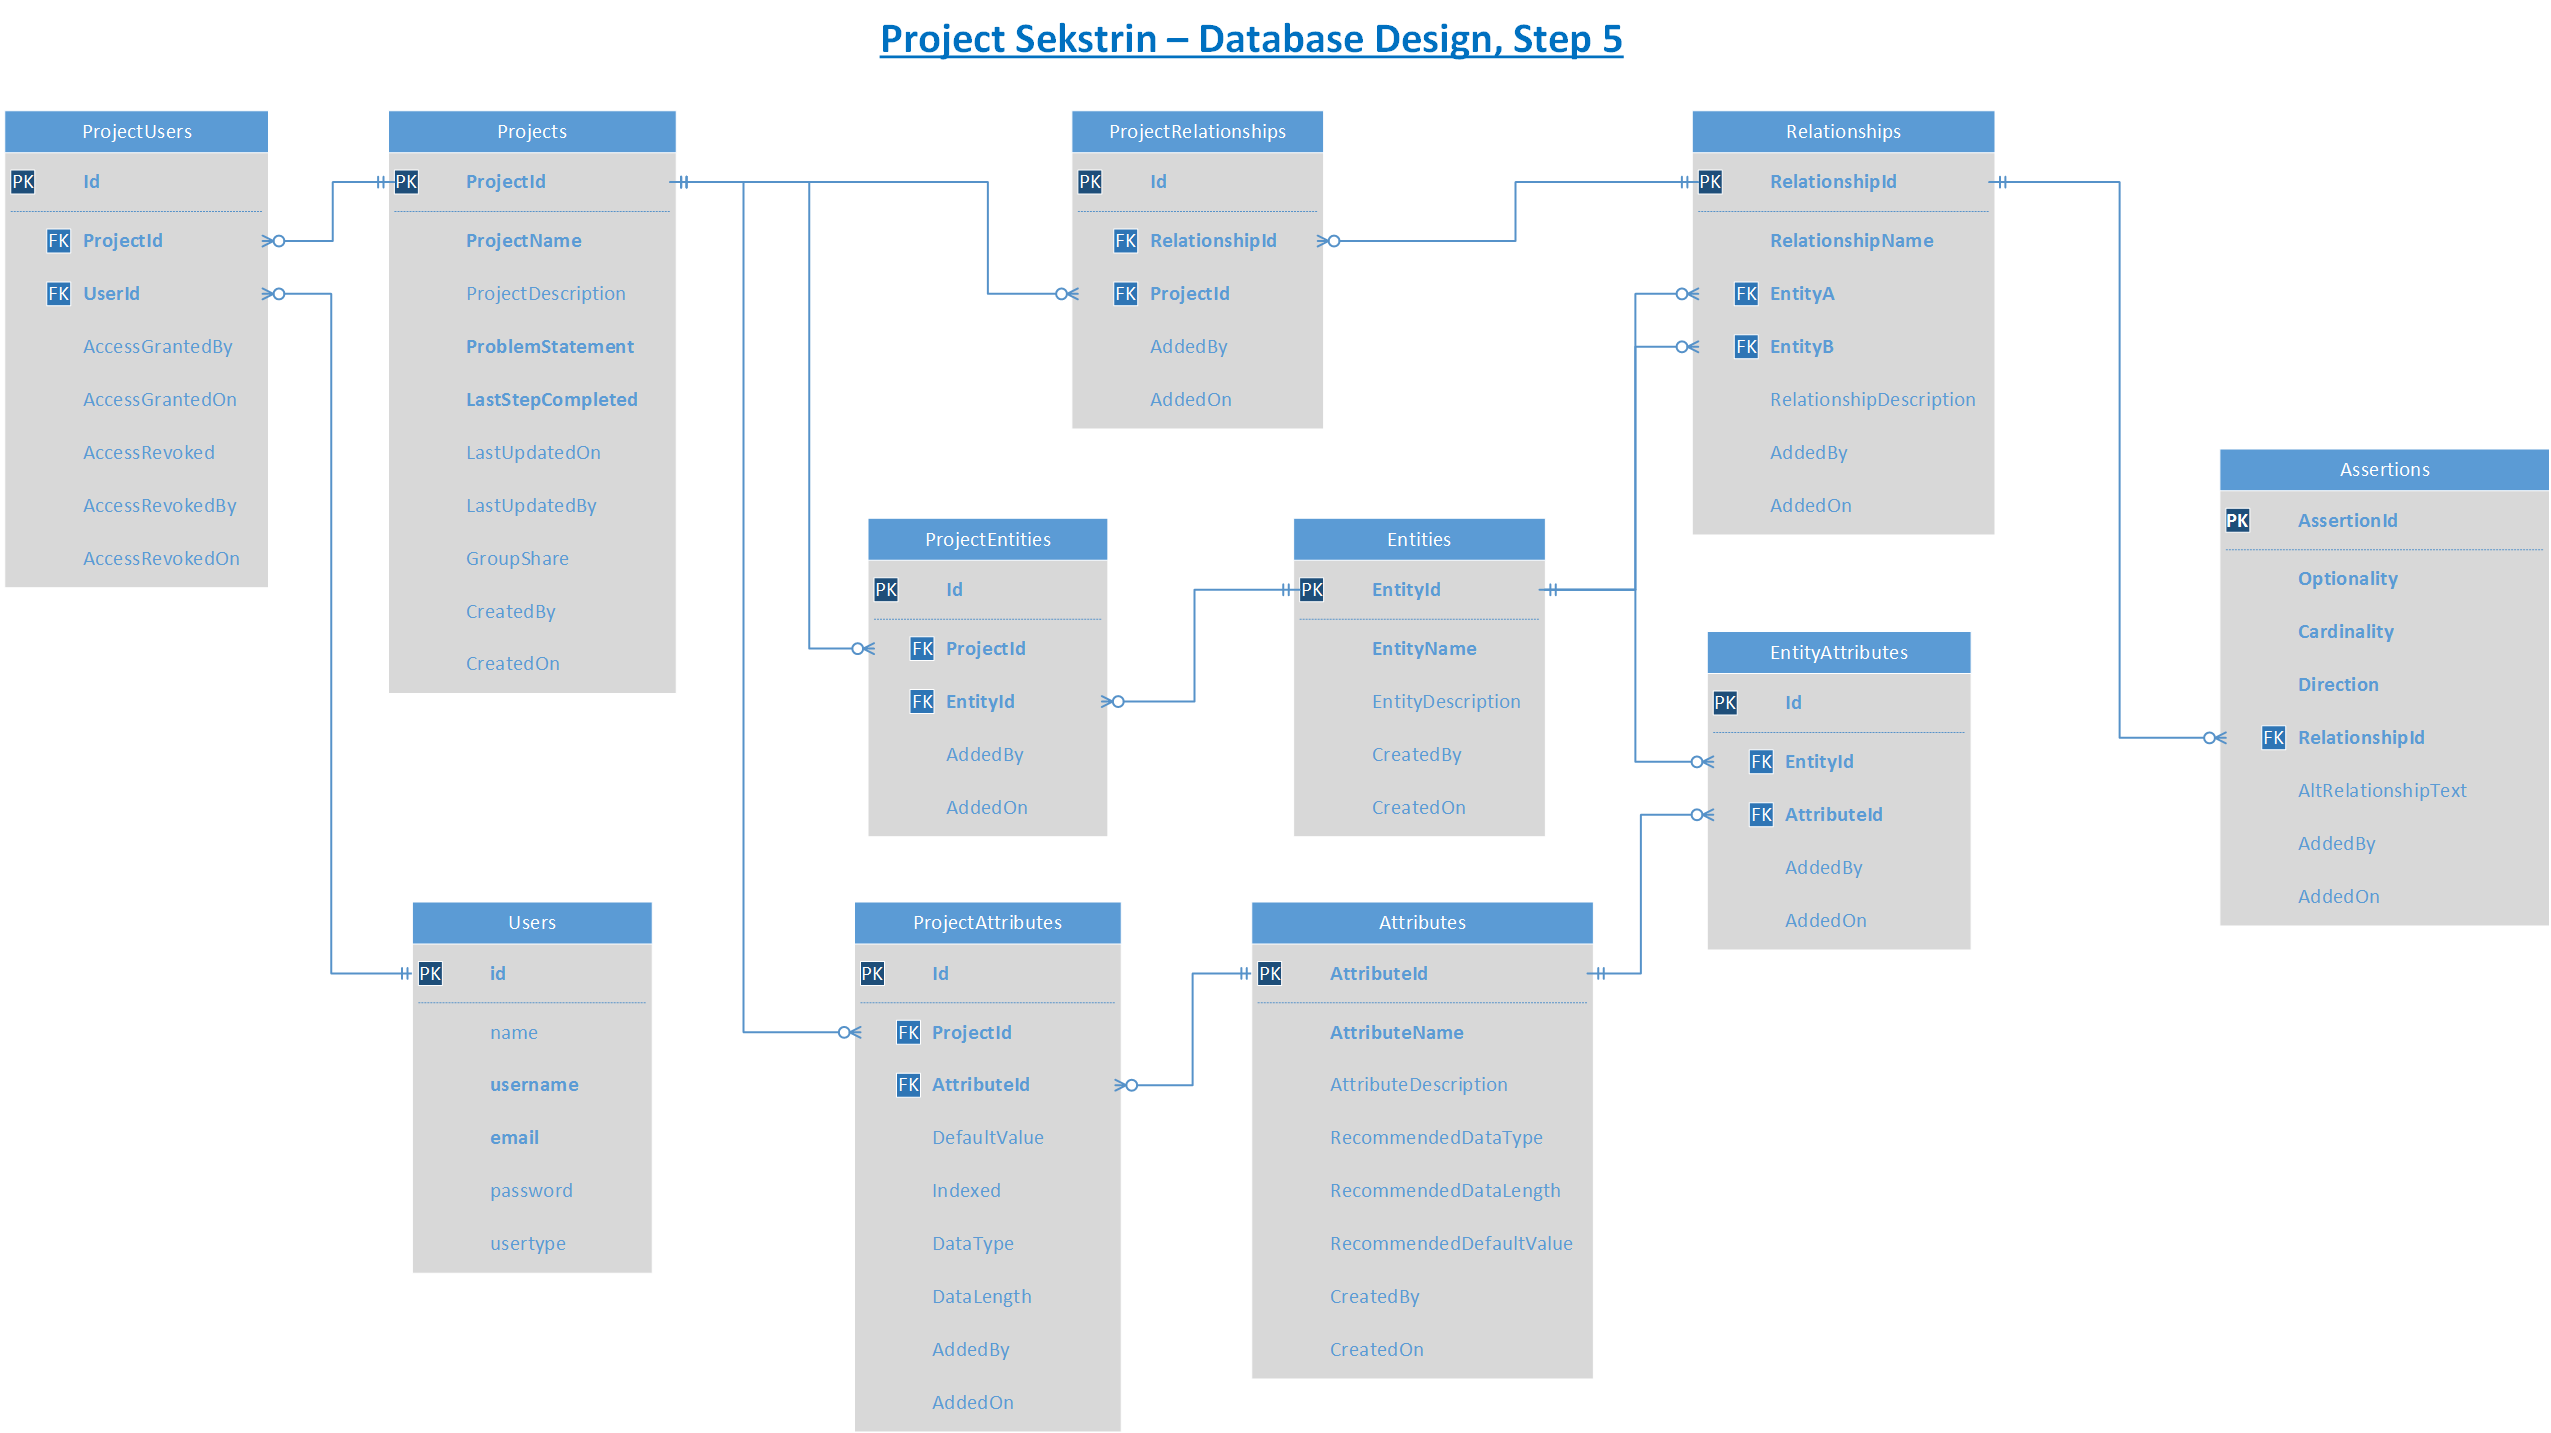 Project Sekstrin – Database Design, Step 5
ProjectUsers
PK Id
FK ProjectId
FK UserId
AccessGrantedBy
AccessGrantedOn
AccessRevoked
AccessRevokedBy
AccessRevokedOn
Projects
PK ProjectId
ProjectName
ProjectDescription
ProblemStatement
LastStepCompleted
LastUpdatedOn
LastUpdatedBy
GroupShare
CreatedBy
CreatedOn
ProjectRelationships
PK Id
FK RelationshipId
FK ProjectId
AddedBy
AddedOn
Relationships
PK RelationshipId
RelationshipName
FK EntityA
FK EntityB
RelationshipDescription
AddedBy
AddedOn
Assertions
PK AssertionId
Optionality
Cardinality
Direction
FK RelationshipId
AltRelationshipText
AddedBy
AddedOn
ProjectEntities
PK Id
FK ProjectId
FK EntityId
AddedBy
AddedOn
Entities
PK EntityId
EntityName
EntityDescription
CreatedBy
CreatedOn
EntityAttributes
PK Id
FK EntityId
FK AttributeId
AddedBy
AddedOn
Users
PK id
name
username
email
password
usertype
ProjectAttributes
PK Id
FK ProjectId
FK AttributeId
DefaultValue
Indexed
DataType
DataLength
AddedBy
AddedOn
Attributes
PK AttributeId
AttributeName
AttributeDescription
RecommendedDataType
RecommendedDataLength
RecommendedDefaultValue
CreatedBy
CreatedOn